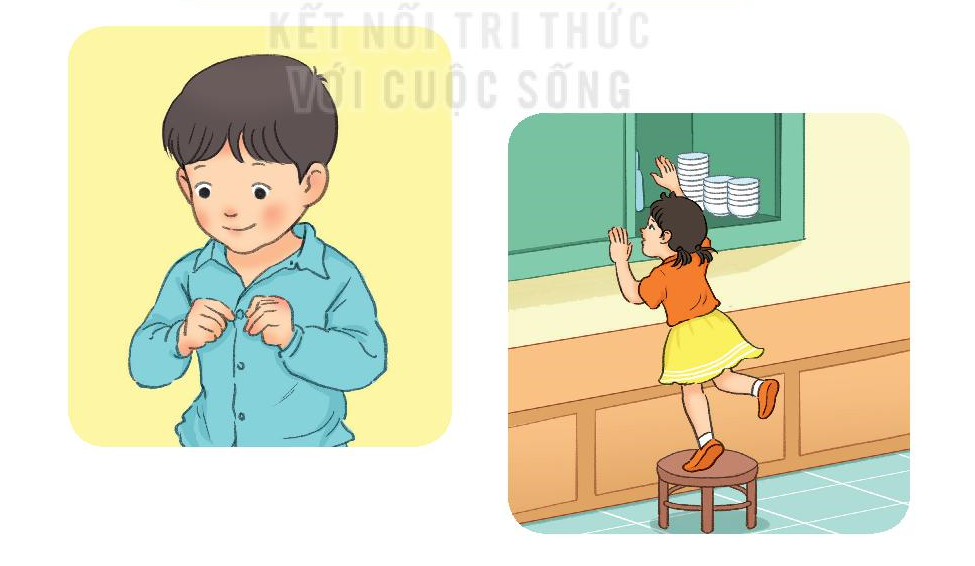 KẾT NỐI TRI THỨC
VỚI CUỘC SỐNG